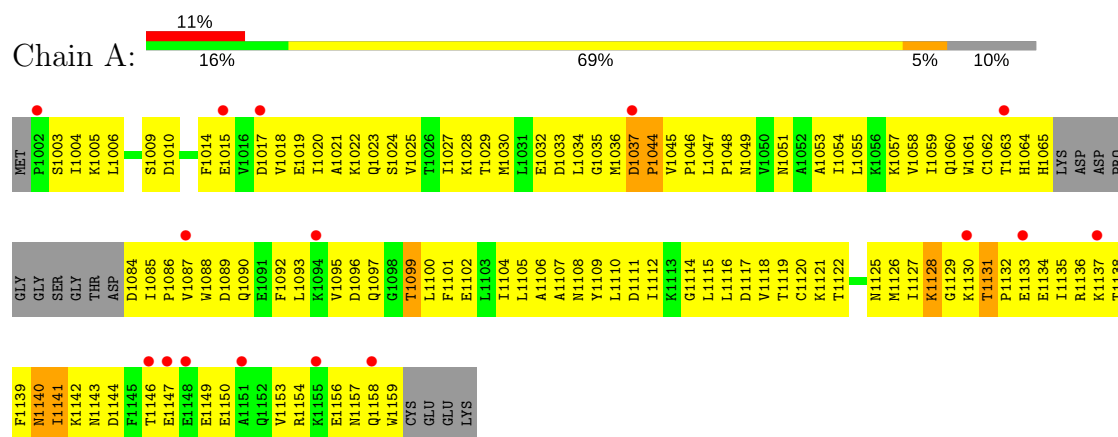 11%
Chain A:
16% 69% 5% 10%
MET P1002 S1003 I1004 K1005 L1006 S1009 D1010 F1014 E1015 V1016 D1017 V1018 E1019 I1020 A1021 K1022 Q1023 S1024 V1025 T1026 I1027 K1028 T1029 M1030 L1031 E1032 D1033 L1034 G1035 M1036 D1037 P1044 V1045 P1046 L1047 P1048 N1049 V1050 N1051 A1052 A1053 I1054 L1055 K1056 K1057 V1058 I1059 Q1060 W1061 C1062 T1063 H1064 H1065 LYS ASP ASP PRO
GLY GLY SER GLY THR ASP D1084 I1085 P1086 V1087 W1088 D1089 Q1090 E1091 F1092 L1093 K1094 V1095 D1096 Q1097 G1098 T1099 L1100 F1101 E1102 L1103 I1104 L1105 A1106 A1107 N1108 Y1109 L1110 D1111 I1112 K1113 G1114 L1115 L1116 D1117 V1118 T1119 C1120 K1121 T1122 N1125 M1126 I1127 K1128 G1129 K1130 T1131 P1132 E1133 E1134 I1135 R1136 K1137 T1138
F1139 N1140 I1141 K1142 N1143 D1144 F1145 T1146 E1147 E1148 E1149 E1150 A1151 Q1152 V1153 R1154 K1155 E1156 N1157 Q1158 W1159 CYS GLU GLU LYS